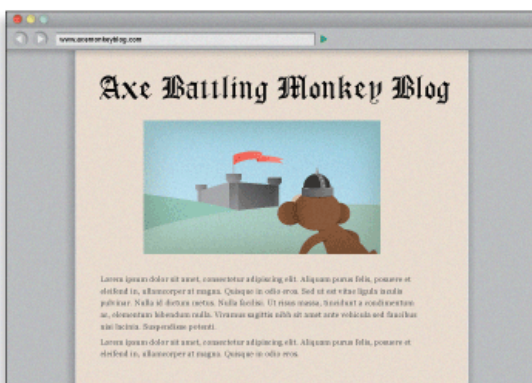 www.axemonkeyblog.com
Axe Battling Monkey Blog
Lorem ipsum dolor sit amet, consectetur adipiscing elit. Aliquam purus felis, posuere et
eleifend in, ullamcorper at magna. Quisque in odio eros. Sed ut est vitae ligula iaculis
pulvinar. Nulla id dictum metus. Nulla facilisi. Ut risus massa, tincidunt a condimentum
ac, elementum bibendum nulla. Vivamus sagittis nibh sit amet ante vehicula sed faucibus
nisi lacinia. Suspendisse potenti.
Lorem ipsum dolor sit amet, consectetur adipiscing elit. Aliquam purus felis, posuere et
eleifend in, ullamcorper at magna. Quisque in odio eros.